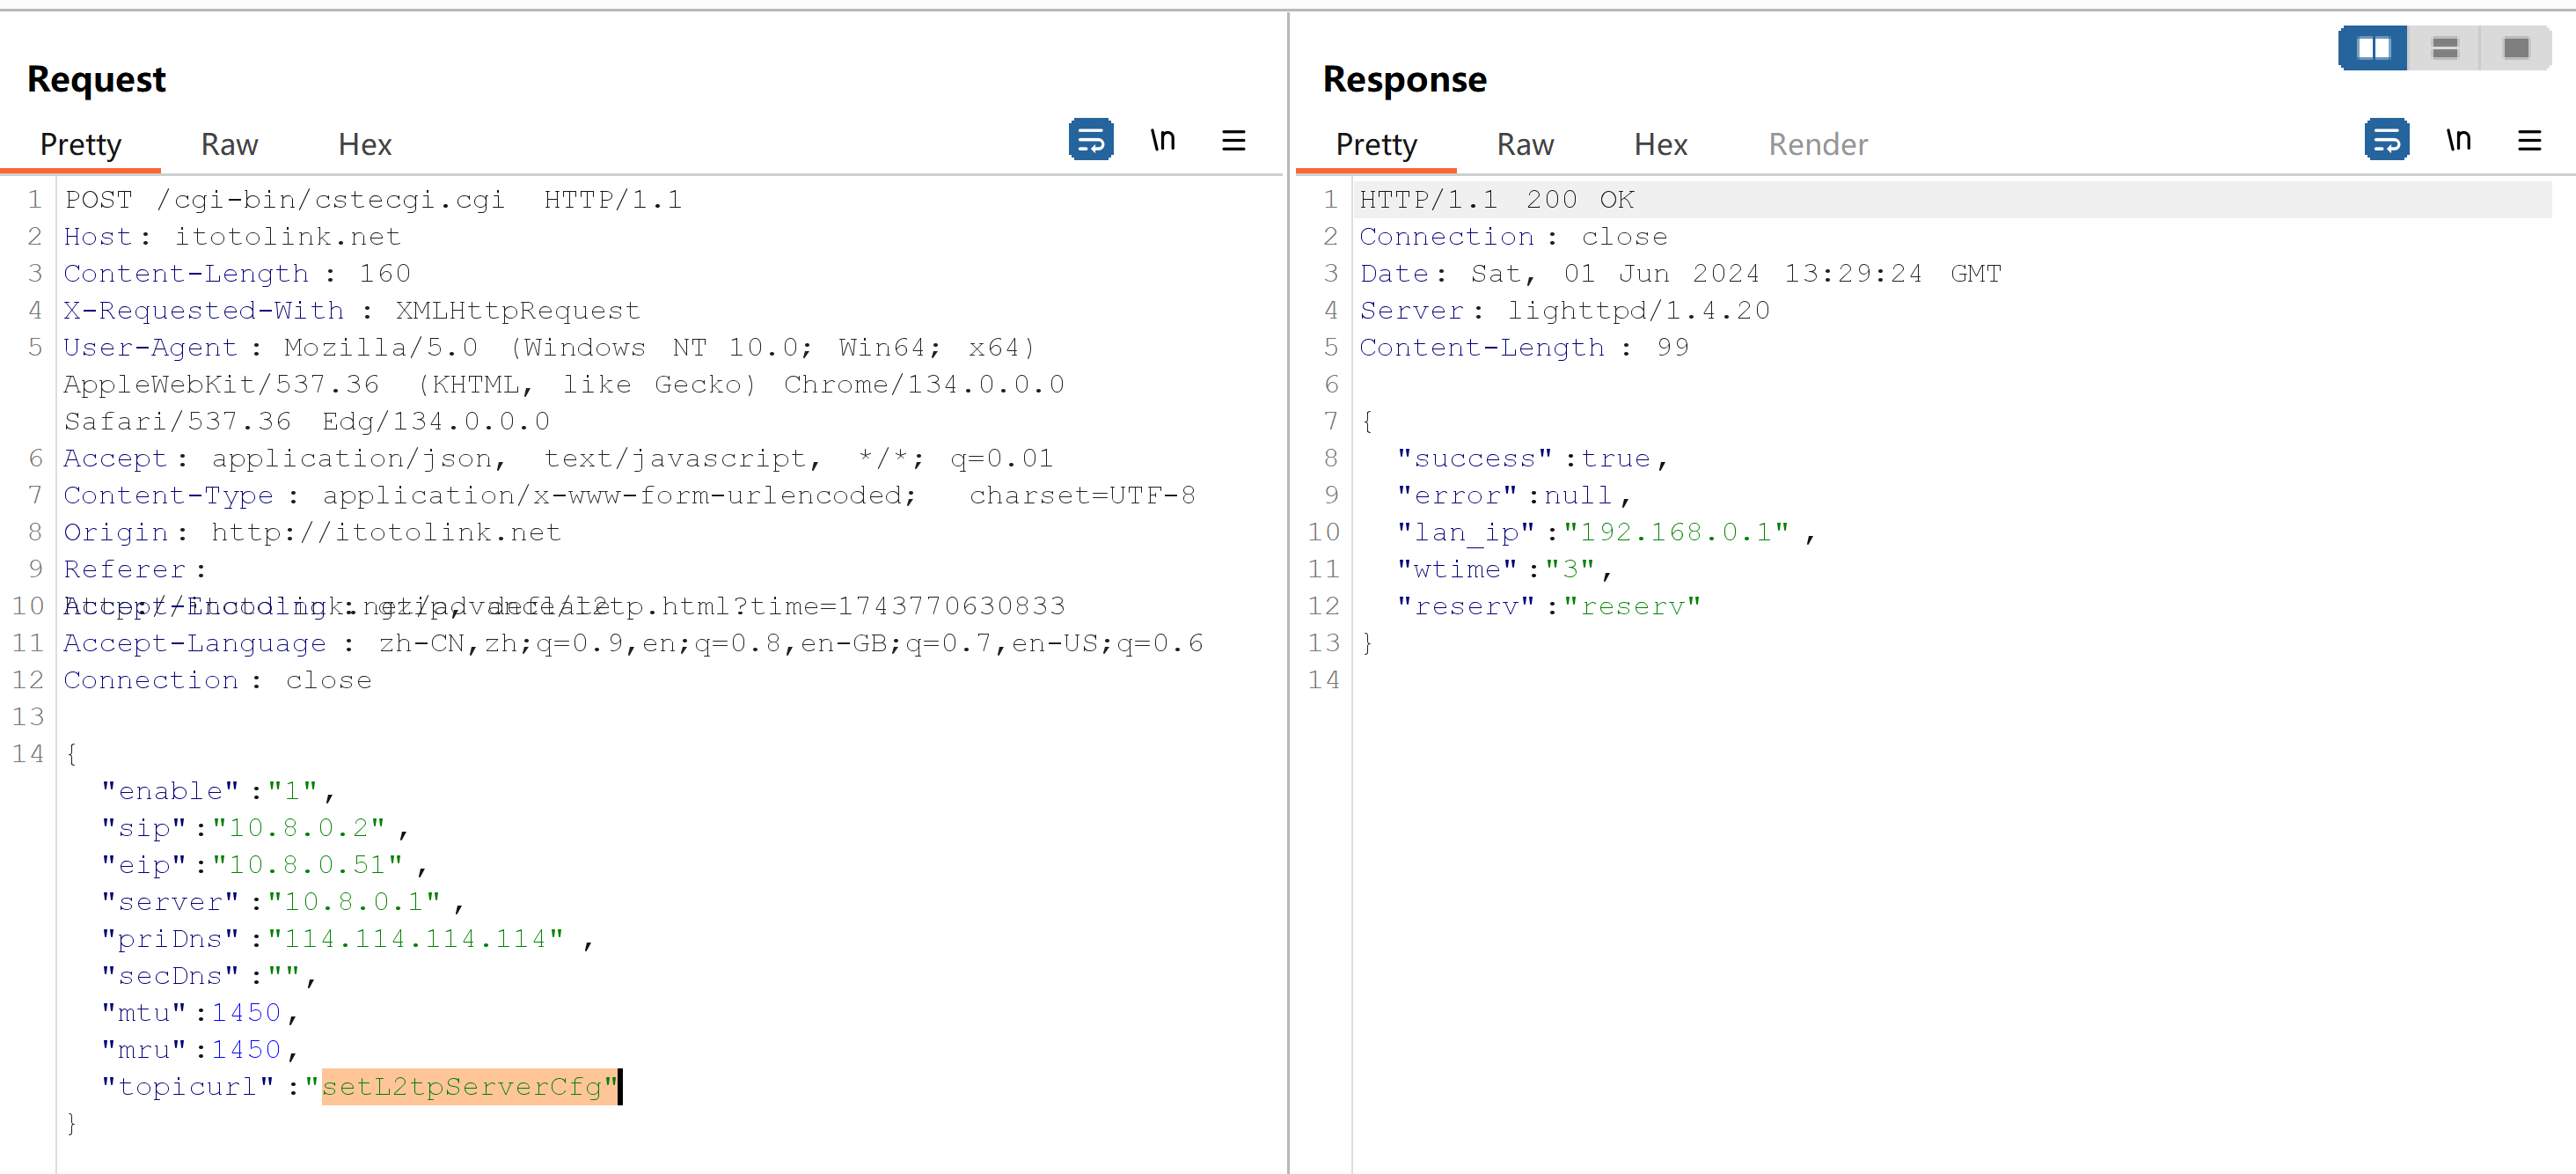 Request
Pretty Raw Hex \n
1 POST /cgi-bin/cstecgi.cgi HTTP/1.1
2 Host: itotolink.net
3 Content-Length : 160
4 X-Requested-With : XMLHttpRequest
5 User-Agent : Mozilla/5.0 (Windows NT 10.0; Win64; x64)
AppleWebKit/537.36 (KHTML, like Gecko) Chrome/134.0.0.0
Safari/537.36 Edg/134.0.0.0
6 Accept: application/json, text/javascript, */*; q=0.01
7 Content-Type : application/x-www-form-urlencoded; charset=UTF-8
8 Origin: http://itotolink.net
9 Referer:
http://itotolink.net/advance/l2tp.html?time=1743770630833
10 Accept-Encoding : gzip, deflate
11 Accept-Language : zh-CN,zh;q=0.9,en;q=0.8,en-GB;q=0.7,en-US;q=0.6
12 Connection : close
13
14 {
"enable" :"1",
"sip":"10.8.0.2" ,
"eip":"10.8.0.51" ,
"server" :"10.8.0.1" ,
"priDns" :"114.114.114.114" ,
"secDns" :"",
"mtu":1450,
"mru":1450,
"topicurl" :"setL2tpServerCfg"
}
Response
Pretty Raw Hex Render \n
1 HTTP/1.1 200 OK
2 Connection : close
3 Date: Sat, 01 Jun 2024 13:29:24 GMT
4 Server: lighttpd/1.4.20
5 Content-Length : 99
6
7 {
8 "success" :true,
9 "error":null,
10 "lan_ip" :"192.168.0.1" ,
11 "wtime" :"3",
12 "reserv" :"reserv"
13 }
14